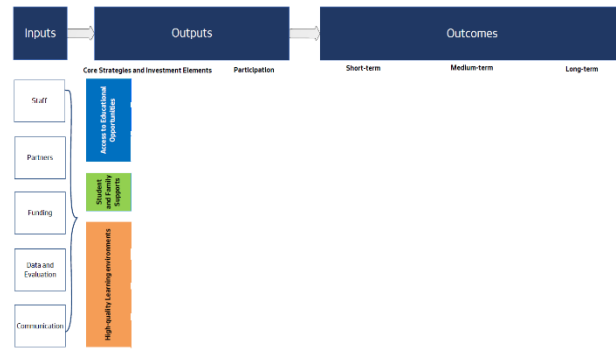 Inputs
Outputs
Outcomes
Core Strategies and Investment Elements
Participation
Short-term
Medium-term
Long-term
Staff
Partners
Funding
Data and
Evaluation
Communication
Access to Educational
Opportunities
Student
and Family
Supports
High-quality Learning environments